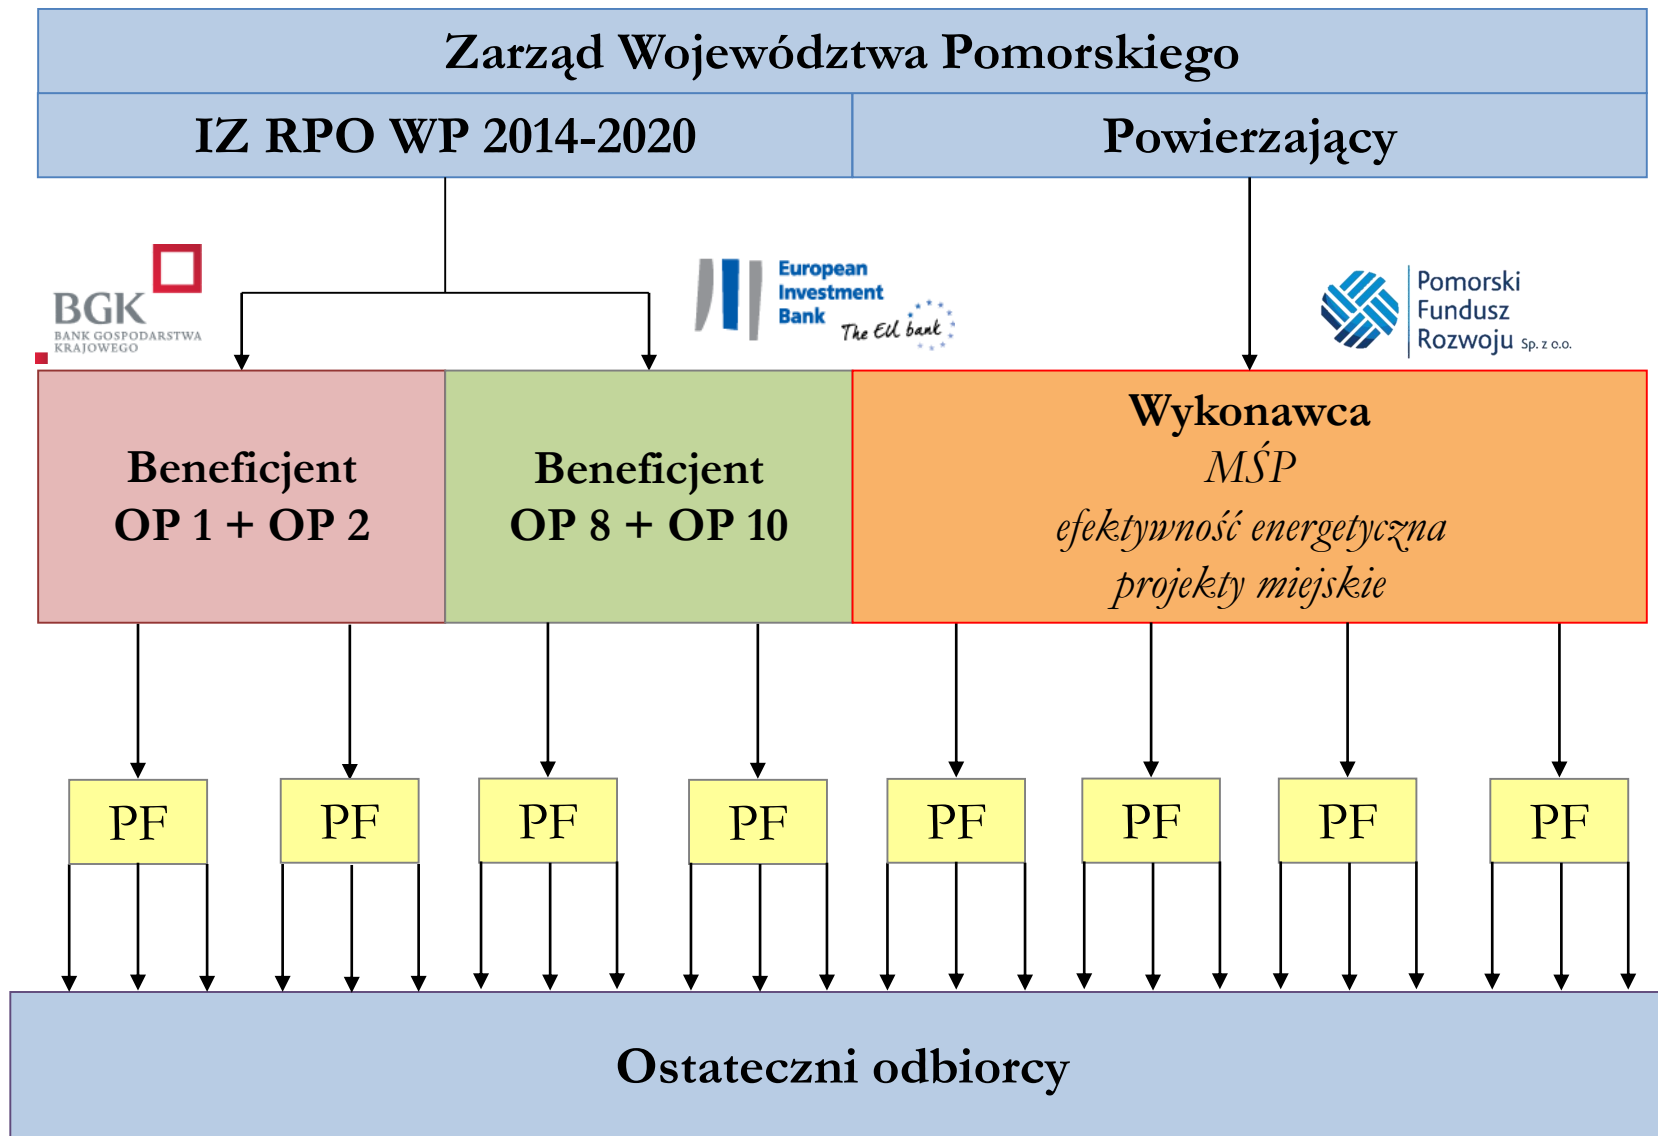 Zarząd Województwa Pomorskiego
IZ RPO WP 2014-2020
Powierzający
BGK
BANK GOSPODARSTWA
KRAJOWEGO
European
Investment
Bank
The EU bank
Pomorski
Fundusz
Rozwoju Sp. z o.o.
Beneficjent
OP 1 + OP 2
Beneficjent
OP 8 + OP 10
Wykonawca
MŚP
efektywność energetyczna
projekty miejskie
PF
PF
PF
PF
PF
PF
PF
PF
Ostateczni odbiorcy